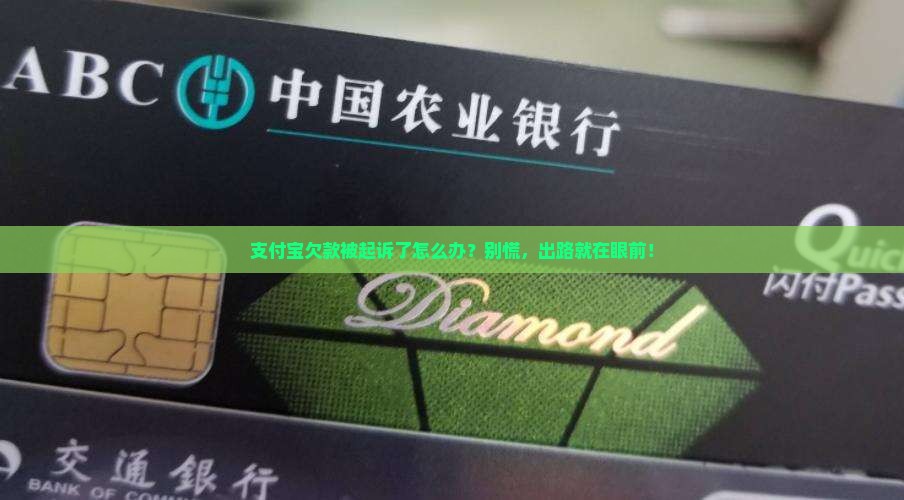 ABC 中国农业银行
支付宝欠款被起诉了怎么办？别慌，出路就在眼前！
Quic
闪付Pass
Diamond
交通銀行
BANK OF COMM